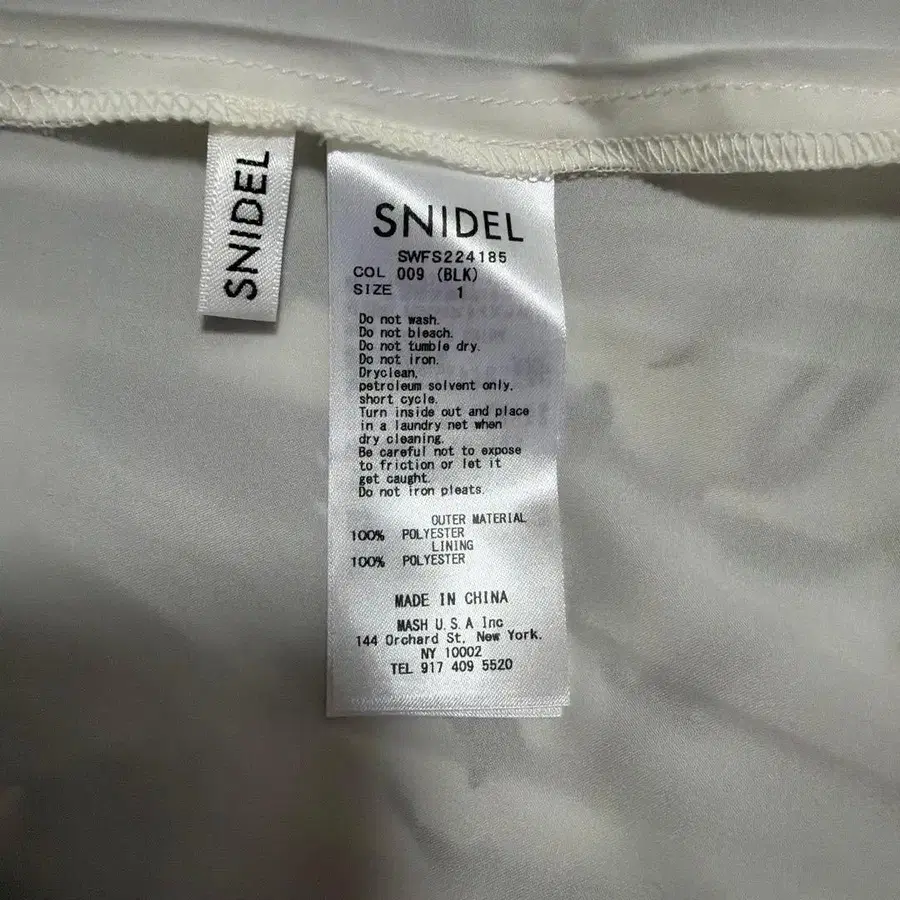 SNIDEL
SNIDEL
SWFS224185
COL 009 (BLK)
SIZE 1
Do not wash.
Do not bleach.
Do not tumble dry.
Do not iron.
Dryclean,
petroleum solvent only,
short cycle.
Turn inside out and place
in a laundry net when
dry cleaning.
Be careful not to expose
to friction or let it
get caught.
Do not iron pleats.
OUTER MATERIAL
100% POLYESTER
LINING
100% POLYESTER
MADE IN CHINA
MASH U.S.A Inc
144 Orchard St, New York.
NY 10002
TEL 917 409 5520